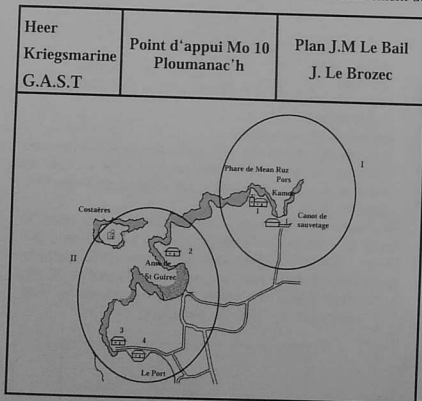 Heer
Kriegsmarine
G.A.S.T
Point d'appui Mo 10
Ploumanac'h
Plan J.M Le Bail
J. Le Brozec
I
Phare de Mean Ruz
Pors
Kamor
1
Canot de
sauvetage
Costaéres
II
2
Anse de
St Guirec
3
4
Le Port